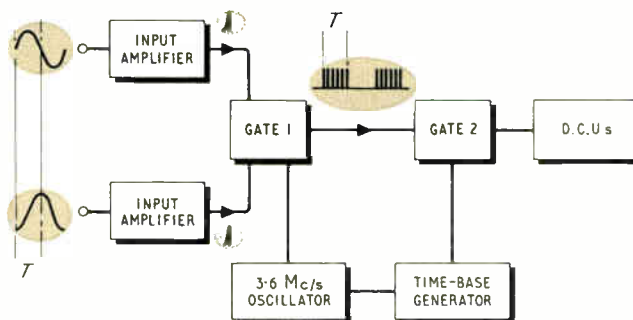 T
INPUT
AMPLIFIER
GATE 1
GATE 2
D.C.U s
INPUT
AMPLIFIER
T
3·6 Mc/s
OSCILLATOR
TIME-BASE
GENERATOR